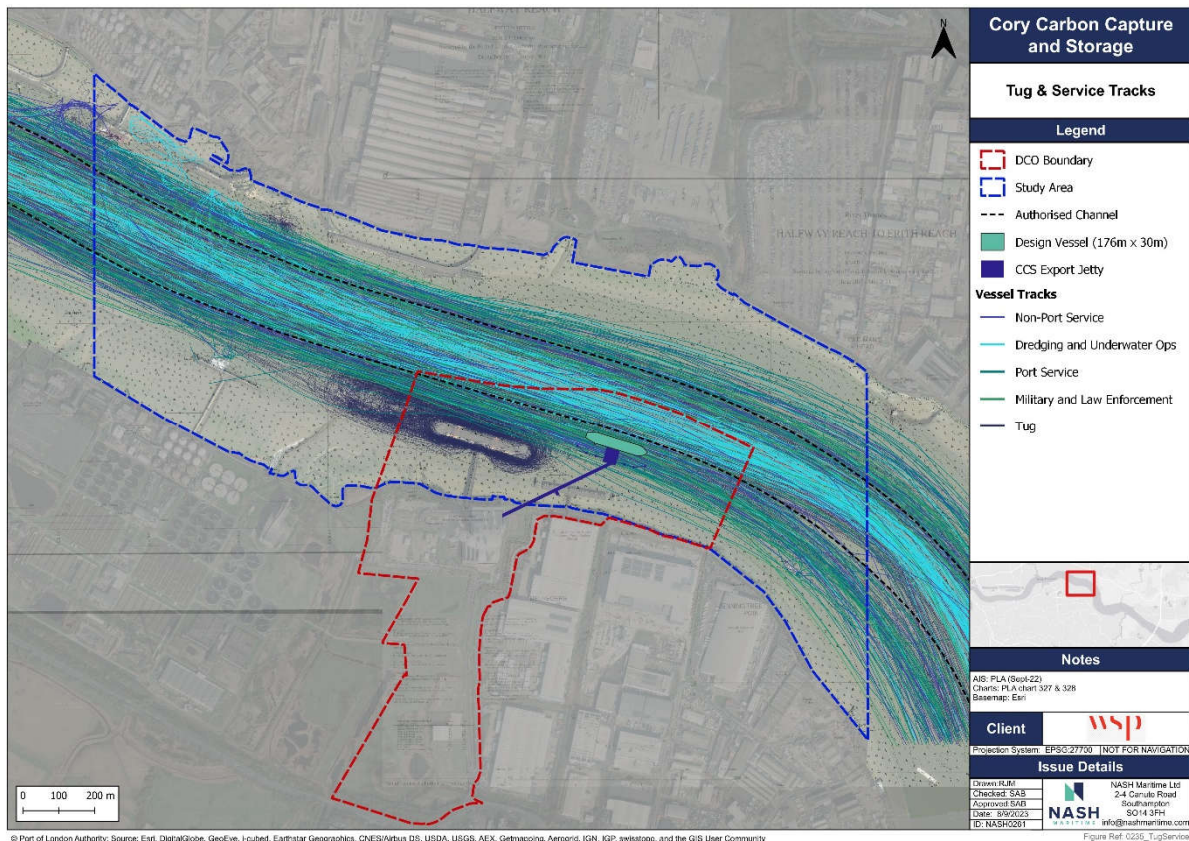 HALFWAY REACH
HALFWAY REACH TO ERITH REACH
N
0 100 200 m
Cory Carbon Capture
and Storage
Tug & Service Tracks
Legend
DCO Boundary
Study Area
Authorised Channel
Design Vessel (176m x 30m)
CCS Export Jetty
Vessel Tracks
Non-Port Service
Dredging and Underwater Ops
Port Service
Military and Law Enforcement
Tug
Notes
AIS: PLA (Sept-22)
Charts: PLA chart 327 & 328
Basemap: Esri
Client
wsp
Projection System: EPSG:27700 NOT FOR NAVIGATION
Issue Details
Drawn:RJM
Checked: SAB
Approved:SAB
Date: 8/9/2023
ID: NASH0261
NASH
MARITIME
NASH Maritime Ltd
2-4 Canute Road
Southampton
SO14 3FH
info@nashmaritime.com
© Port of London Authority; Source: Esri, DigitalGlobe, GeoEye, i-cubed, Earthstar Geographics, CNES/Airbus DS, USDA, USGS, AEX, Getmapping, Aerogrid, IGN, IGP, swisstopo, and the GIS User Community
Figure Ref: 0235_TugService